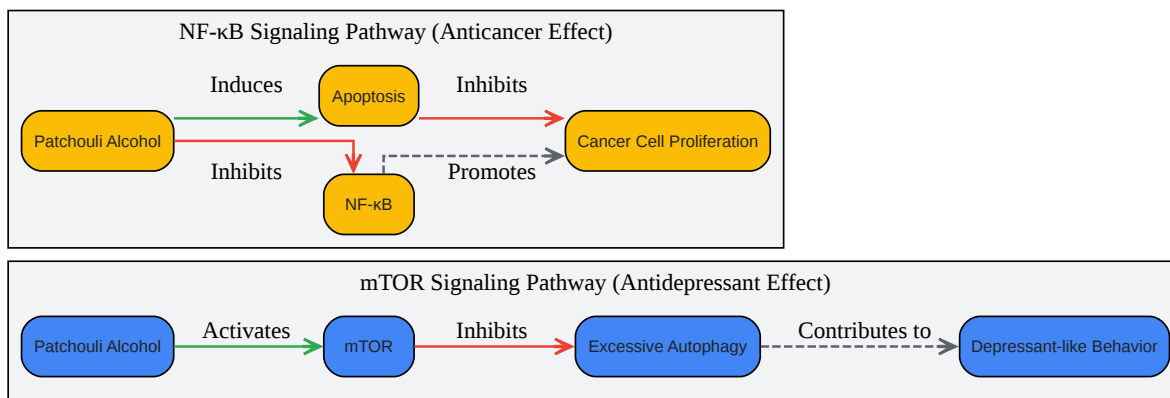 NF-κB Signaling Pathway (Anticancer Effect)
Induces
Apoptosis
Inhibits
Patchouli Alcohol
Cancer Cell Proliferation
Inhibits
Promotes
NF-κB
mTOR Signaling Pathway (Antidepressant Effect)
Patchouli Alcohol
Activates
mTOR
Inhibits
Excessive Autophagy
Contributes to
Depressant-like Behavior